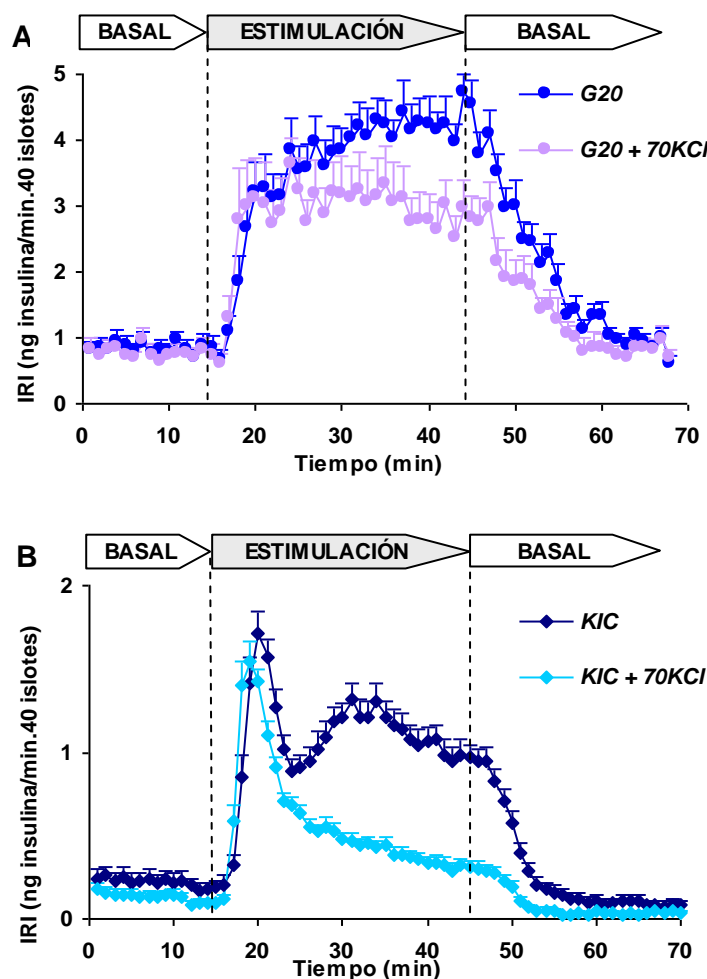 A
BASAL
ESTIMULACIÓN
BASAL
IRI (ng insulina/min.40 islotes)
5
4
3
2
1
0
G20
G20 + 70KCl
0 10 20 30 40 50 60 70
Tiempo (min)
B
BASAL
ESTIMULACIÓN
BASAL
IRI (ng insulina/min.40 islotes)
2
1
0
KIC
KIC + 70KCl
0 10 20 30 40 50 60 70
Tiempo (min)